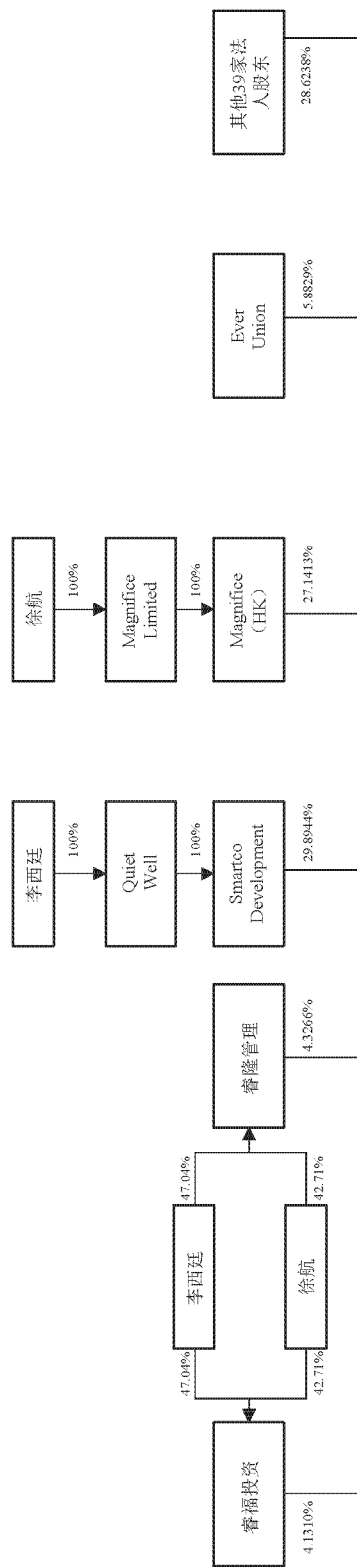 李西廷
徐航
100%
100%
Quiet
Well
Magnifice
Limited
100%
100%
47.04%
李西廷
47.04%
睿福投资
睿隆管理
Smartco
Development
Magnifice
（HK）
Ever
Union
其他39家法
人股东
42.71%
徐航
42.71%
4.1310%
4.3266%
29.8944%
27.1413%
5.8829%
28.6238%